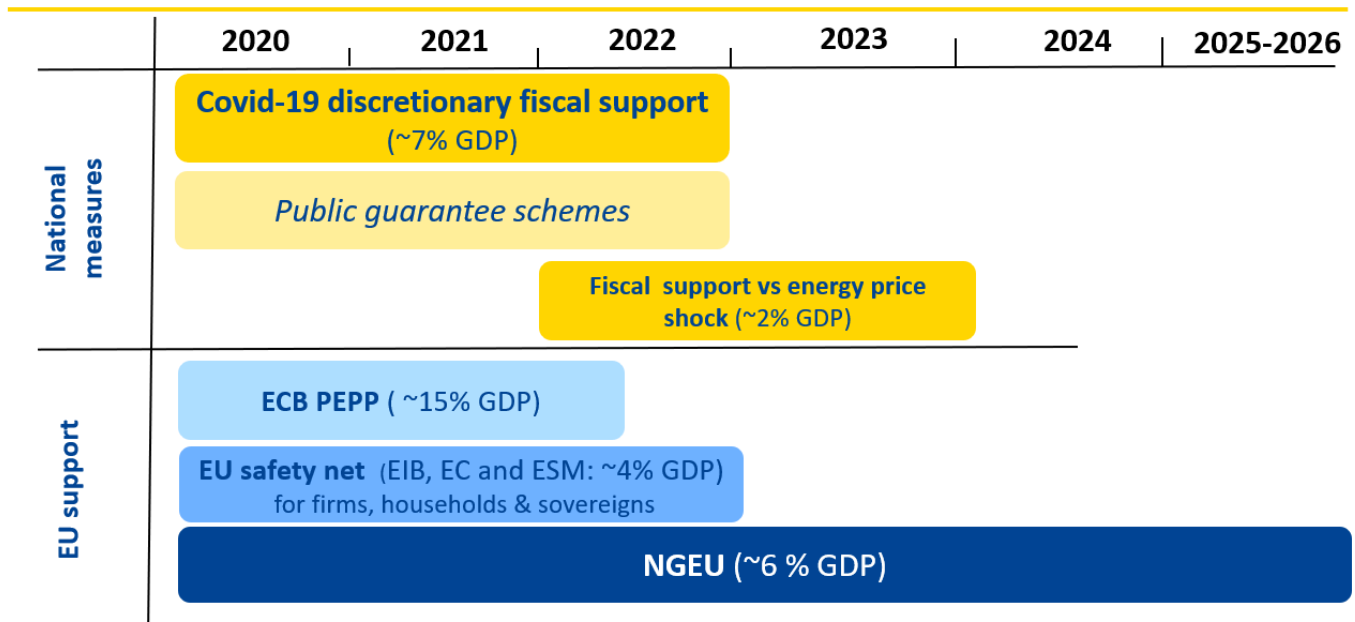 2020 2021 2022 2023 2024 2025-2026
National
measures
Covid-19 discretionary fiscal support
(~7% GDP)
Public guarantee schemes
Fiscal support vs energy price
shock (~2% GDP)
EU support
ECB PEPP ( ~15% GDP)
EU safety net (EIB, EC and ESM: ~4% GDP)
for firms, households & sovereigns
NGEU (~6 % GDP)